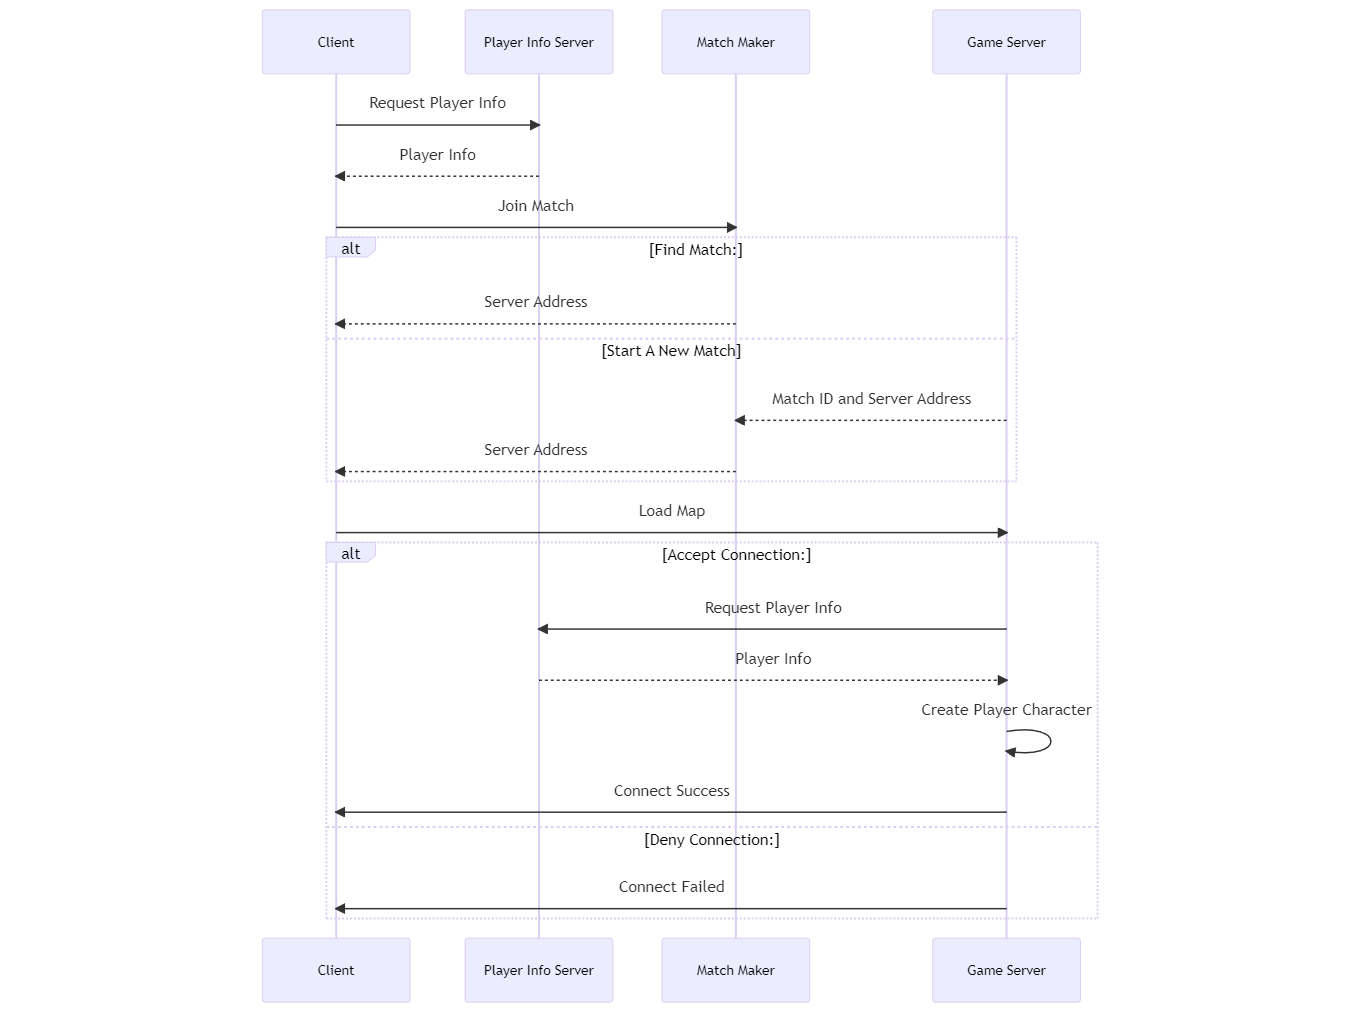 Client
Player Info Server
Match Maker
Game Server
Request Player Info
Player Info
Join Match
alt
[Find Match:]
Server Address
[Start A New Match]
Match ID and Server Address
Server Address
Load Map
alt
[Accept Connection:]
Request Player Info
Player Info
Create Player Character
Connect Success
[Deny Connection:]
Connect Failed
Client
Player Info Server
Match Maker
Game Server